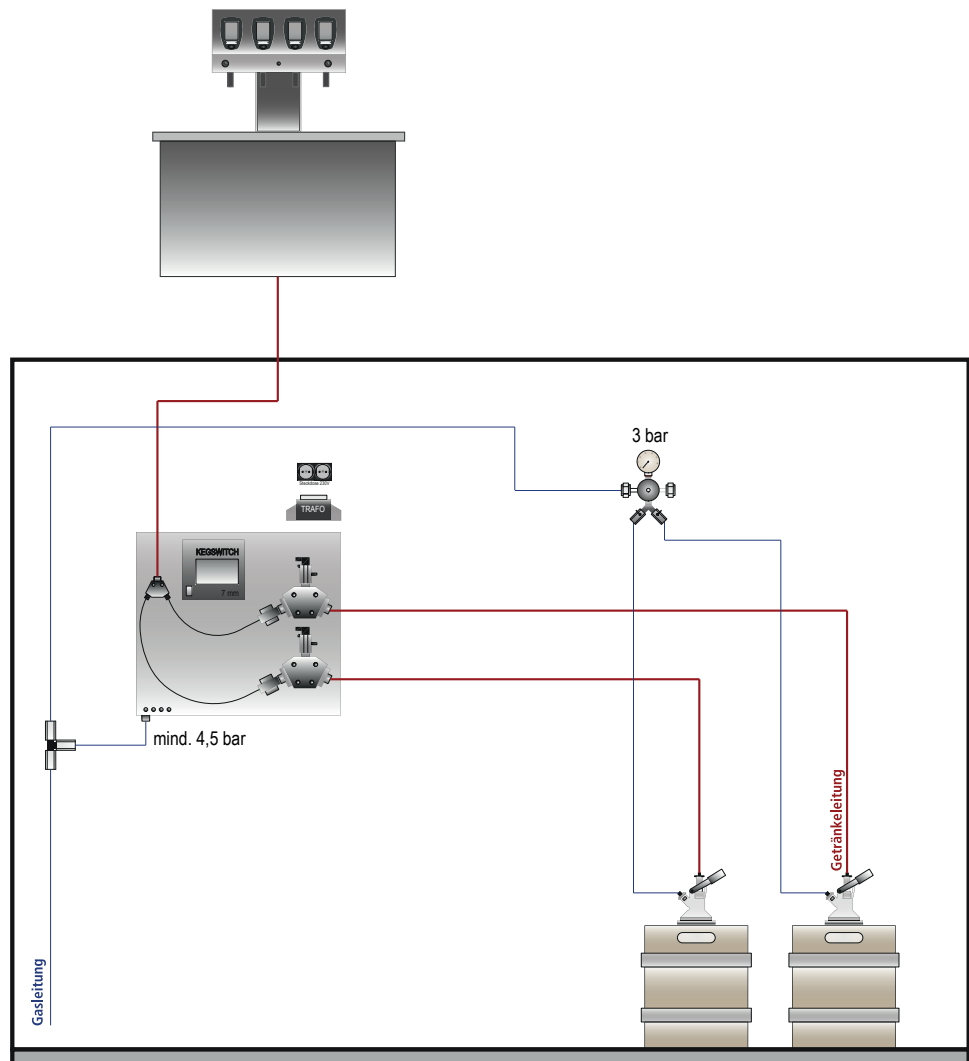 3 bar
Steckdose 230V
TRAFO
KEGSWITCH
7 mm
mind. 4,5 bar
Getränkeleitung
Gasleitung